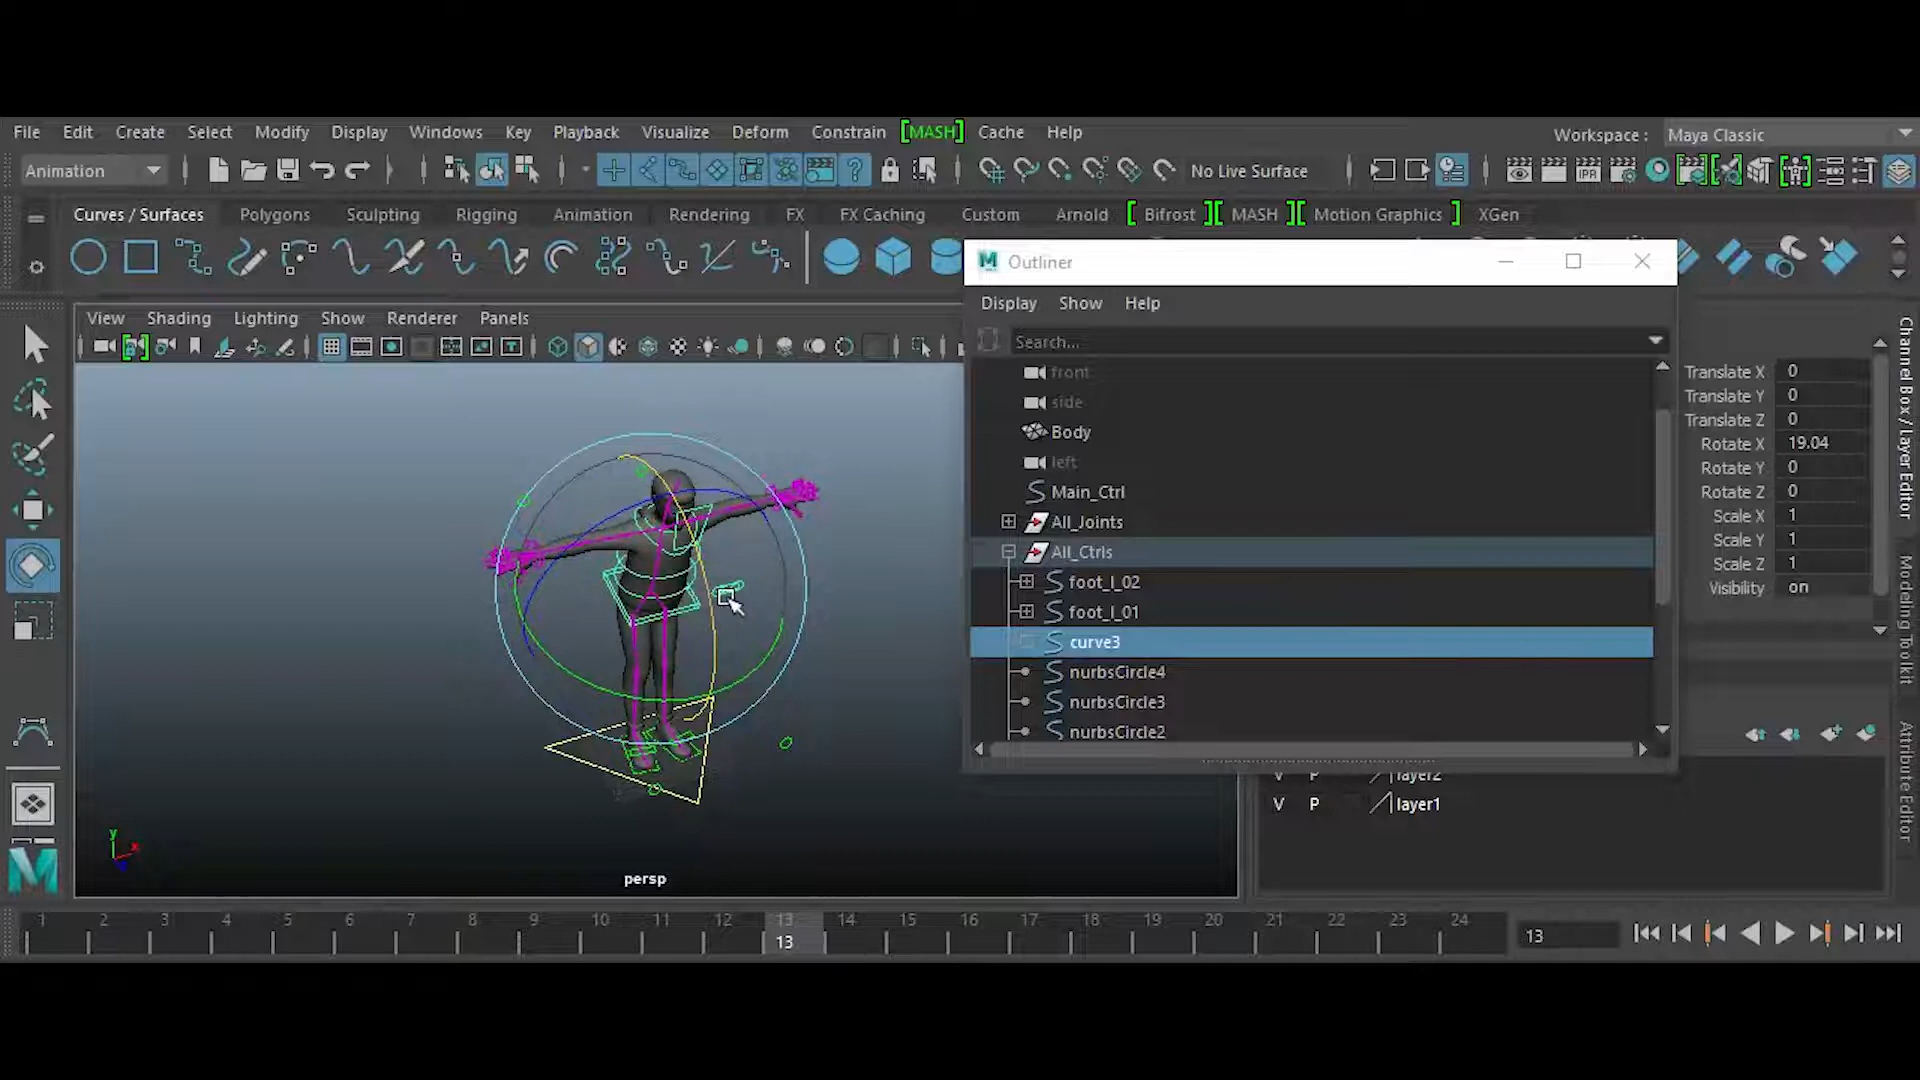 File Edit Create Select Modify Display Windows Key Playback Visualize Deform Constrain [MASH] Cache Help
Workspace : Maya Classic
Animation
No Live Surface
IPR
Curves / Surfaces Polygons Sculpting Rigging Animation Rendering FX FX Caching Custom Arnold [ Bifrost ][ MASH ][ Motion Graphics ] XGen
M Outliner
Display Show Help
Search...
View Shading Lighting Show Renderer Panels
front
side
Body
left
Main_Ctrl
All_Joints
All_Ctrls
foot_l_02
foot_l_01
curve3
nurbsCircle4
nurbsCircle3
nurbsCircle2
Translate X 0
Translate Y 0
Translate Z 0
Rotate X 19.04
Rotate Y 0
Rotate Z 0
Scale X 1
Scale Y 1
Scale Z 1
Visibility on
Channel Box / Layer Editor
Modeling Toolkit
Attribute Editor
V P layer2
V P layer1
y
x
persp
M
1 2 3 4 5 6 7 8 9 10 11 12 13 14 15 16 17 18 19 20 21 22 23 24
13
13